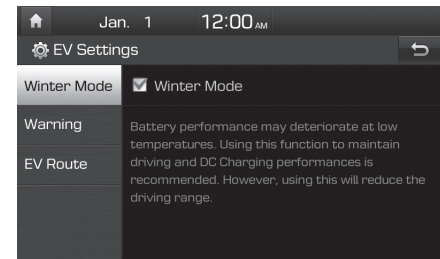 Jan. 1 12:00 AM
EV Settings
Winter Mode
Winter Mode
Warning
EV Route
Battery performance may deteriorate at low
temperatures. Using this function to maintain
driving and DC Charging performances is
recommended. However, using this will reduce the
driving range.